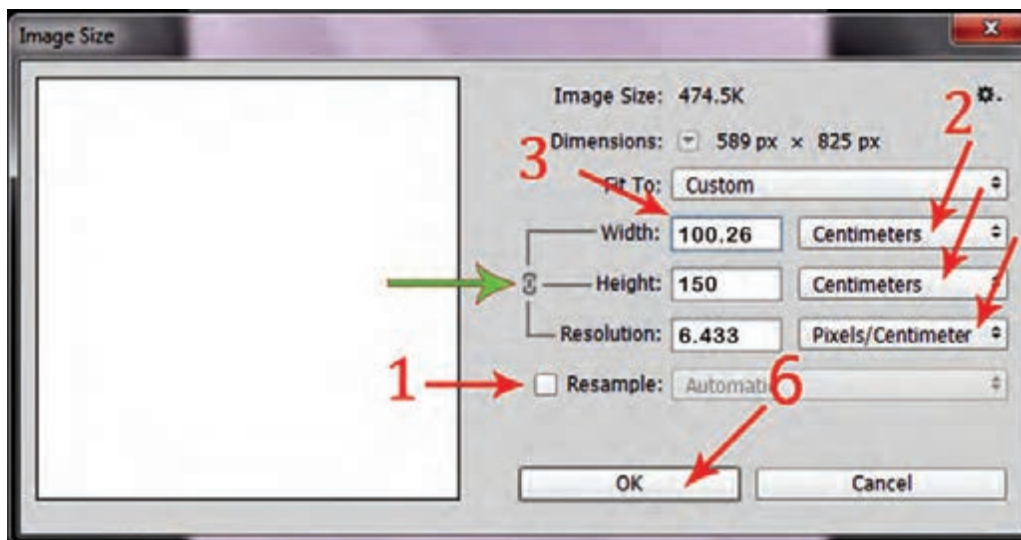 Image Size
Image Size: 474.5K
2
Dimensions: 589 px × 825 px
3
Fit To: Custom
Width: 100.26 Centimeters
Height: 150 Centimeters
Resolution: 6.433 Pixels/Centimeter
1
Resample: Automatic
6
OK Cancel